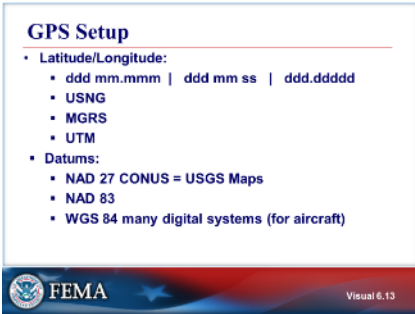 GPS Setup
• Latitude/Longitude:
▪ ddd mm.mmm | ddd mm ss | ddd.ddddd
▪ USNG
▪ MGRS
▪ UTM
▪ Datums:
▪ NAD 27 CONUS = USGS Maps
▪ NAD 83
▪ WGS 84 many digital systems (for aircraft)
FEMA
Visual 6.13